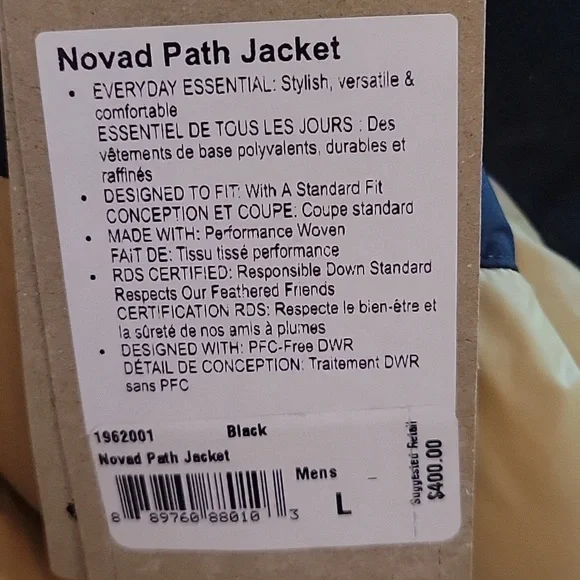 Novad Path Jacket
• EVERYDAY ESSENTIAL: Stylish, versatile &
comfortable
ESSENTIEL DE TOUS LES JOURS : Des
vêtements de base polyvalents, durables et
raffinés
• DESIGNED TO FIT: With A Standard Fit
CONCEPTION ET COUPE: Coupe standard
• MADE WITH: Performance Woven
FAIT DE: Tissu tissé performance
• RDS CERTIFIED: Responsible Down Standard
Respects Our Feathered Friends
CERTIFICATION RDS: Respecte le bien-être et
la sûreté de nos amis à plumes
• DESIGNED WITH: PFC-Free DWR
DÉTAIL DE CONCEPTION: Traitement DWR
sans PFC
1962001 Black
Novad Path Jacket
Mens
L
8 89760 88010 3
Suggested Retail
$400.00